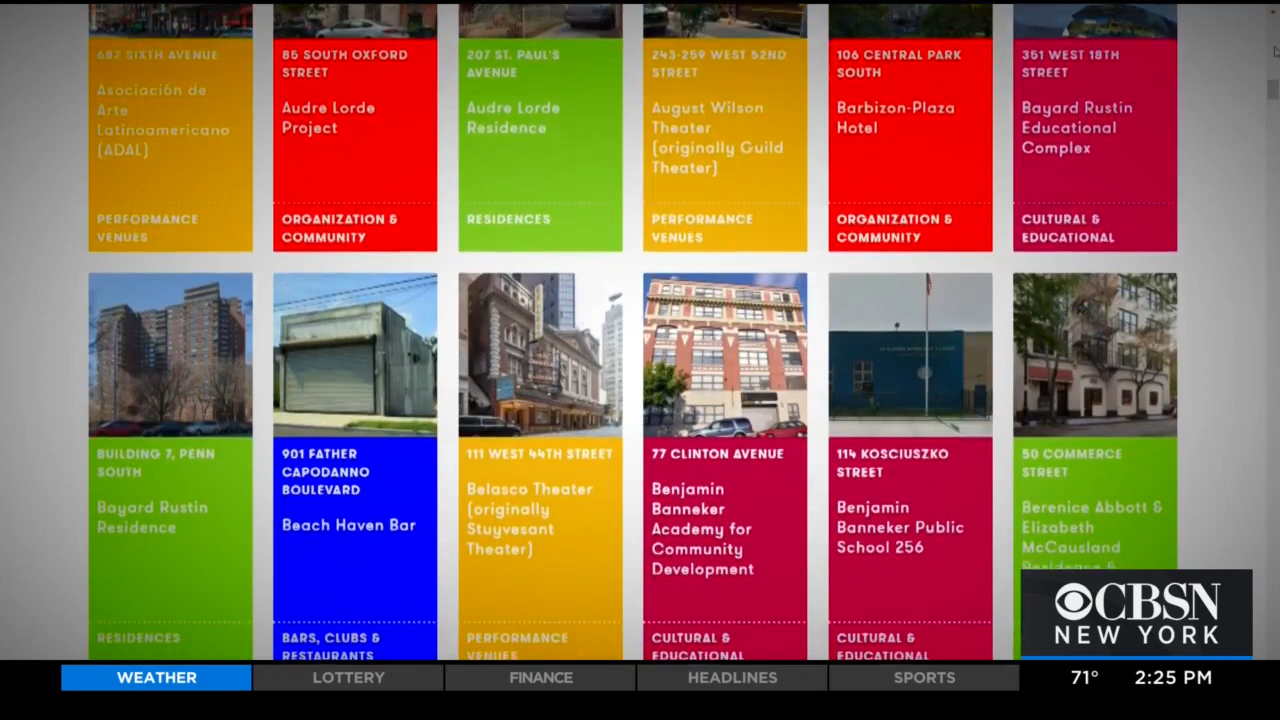 682 SIXTH AVENUE
Asociación de
Arte
Latinoamericano
(ADAL)
PERFORMANCE
VENUES
85 SOUTH OXFORD
STREET
Audre Lorde
Project
ORGANIZATION &
COMMUNITY
207 ST. PAUL'S
AVENUE
Audre Lorde
Residence
RESIDENCES
243-259 WEST 52ND
STREET
August Wilson
Theater
(originally Guild
Theater)
PERFORMANCE
VENUES
106 CENTRAL PARK
SOUTH
Barbizon-Plaza
Hotel
ORGANIZATION &
COMMUNITY
351 WEST 18TH
STREET
Bayard Rustin
Educational
Complex
CULTURAL &
EDUCATIONAL
BUILDING 7, PENN
SOUTH
Bayard Rustin
Residence
RESIDENCES
901 FATHER
CAPODANNO
BOULEVARD
Beach Haven Bar
BARS, CLUBS &
RESTAURANTS
111 WEST 44TH STREET
Belasco Theater
(originally
Stuyvesant
Theater)
PERFORMANCE
VENUES
77 CLINTON AVENUE
Benjamin
Banneker
Academy for
Community
Development
CULTURAL &
EDUCATIONAL
114 KOSCIUSZKO
STREET
Benjamin
Banneker Public
School 256
CULTURAL &
EDUCATIONAL
50 COMMERCE
STREET
Berenice Abbott &
Elizabeth
McCausland
Residence &
CBSN
NEW YORK
WEATHER
LOTTERY
FINANCE
HEADLINES
SPORTS
71°
2:25 PM